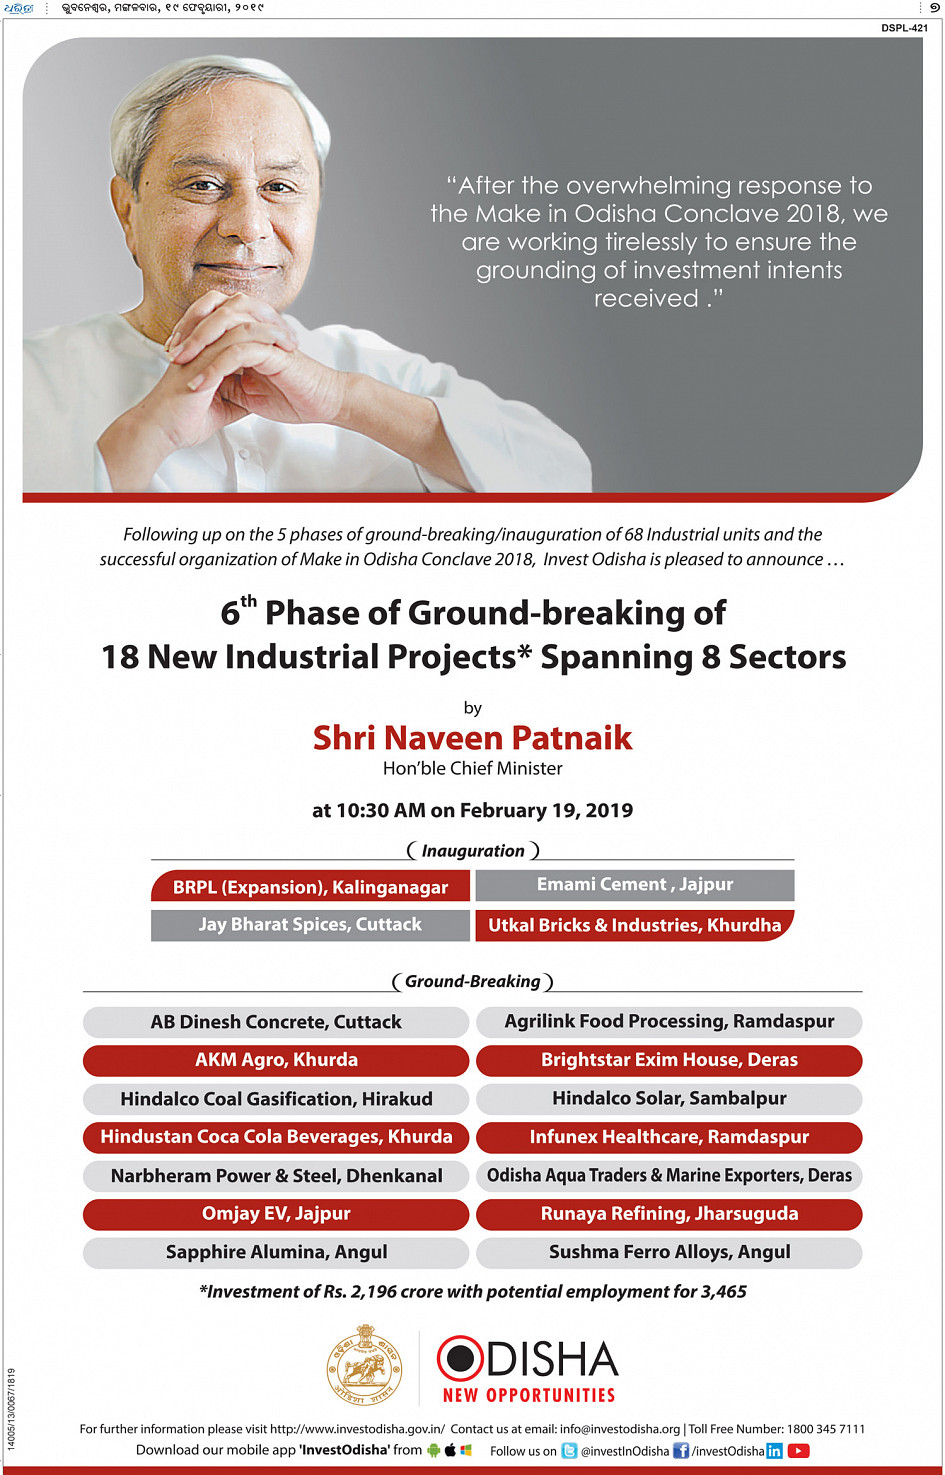 ଧରିତ୍ରୀ
ଭୁବନେଶ୍ୱର, ମଙ୍ଗଳବାର, ୧୯ ଫେବୃୟାରୀ, ୨୦୧୯
୭
DSPL-421
“After the overwhelming response to
the Make in Odisha Conclave 2018, we
are working tirelessly to ensure the
grounding of investment intents
received .”
Following up on the 5 phases of ground-breaking/inauguration of 68 Industrial units and the
successful organization of Make in Odisha Conclave 2018, Invest Odisha is pleased to announce …
6th Phase of Ground-breaking of
18 New Industrial Projects* Spanning 8 Sectors
by
Shri Naveen Patnaik
Hon’ble Chief Minister
at 10:30 AM on February 19, 2019
( Inauguration )
BRPL (Expansion), Kalinganagar
Emami Cement , Jajpur
Jay Bharat Spices, Cuttack
Utkal Bricks & Industries, Khurdha
( Ground-Breaking )
AB Dinesh Concrete, Cuttack
Agrilink Food Processing, Ramdaspur
AKM Agro, Khurda
Brightstar Exim House, Deras
Hindalco Coal Gasification, Hirakud
Hindalco Solar, Sambalpur
Hindustan Coca Cola Beverages, Khurda
Infunex Healthcare, Ramdaspur
Narbheram Power & Steel, Dhenkanal
Odisha Aqua Traders & Marine Exporters, Deras
Omjay EV, Jajpur
Runaya Refining, Jharsuguda
Sapphire Alumina, Angul
Sushma Ferro Alloys, Angul
*Investment of Rs. 2,196 crore with potential employment for 3,465
ଓଡ଼ିଶା ଶାସନ
ओड़िशा शासन
ODISHA
NEW OPPORTUNITIES
14005/13/0067/1819
For further information please visit http://www.investodisha.gov.in/ Contact us at email: info@investodisha.org | Toll Free Number: 1800 345 7111
Download our mobile app 'InvestOdisha' from
Follow us on @investInOdisha /investOdisha